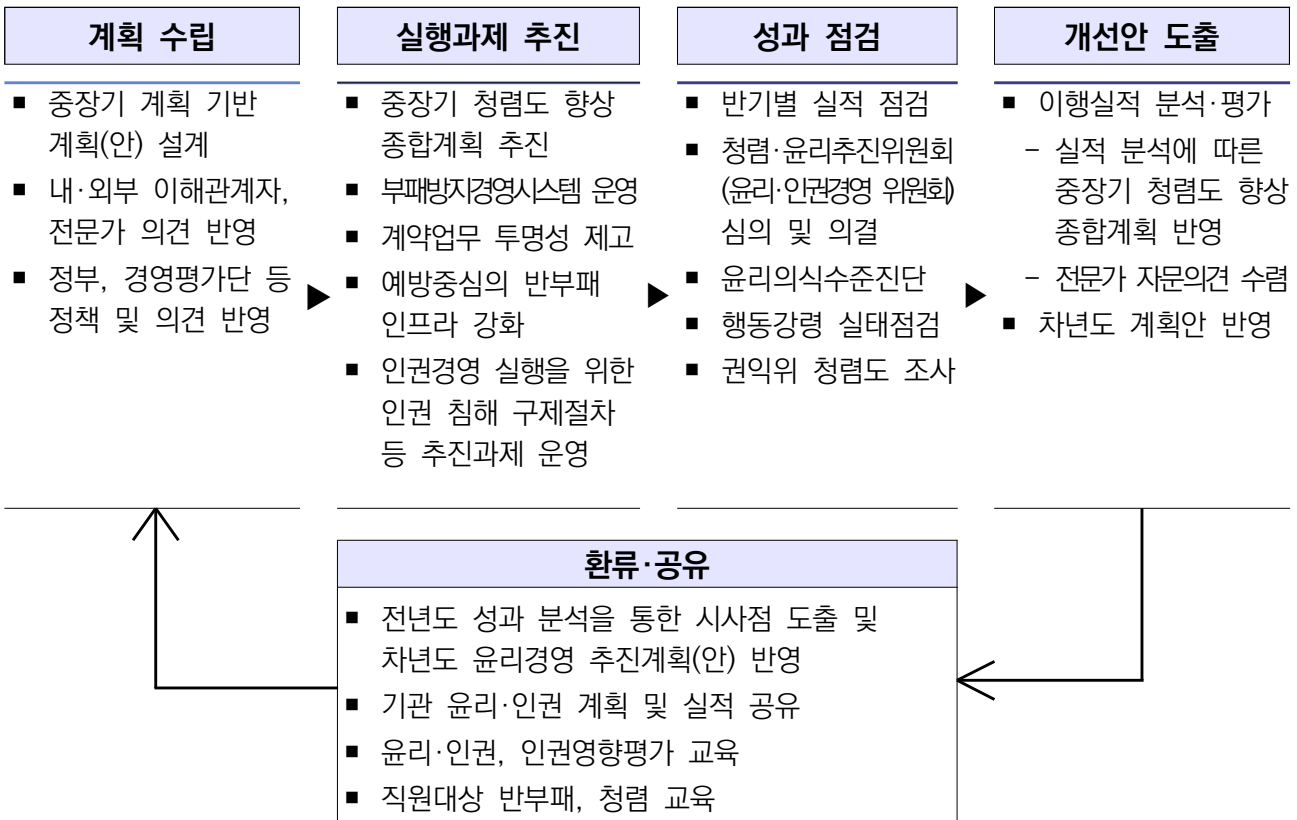 계획 수립
■ 중장기 계획 기반
계획(안) 설계
■ 내·외부 이해관계자,
전문가 의견 반영
■ 정부, 경영평가단 등
정책 및 의견 반영
▶
실행과제 추진
■ 중장기 청렴도 향상
종합계획 추진
■ 부패방지경영시스템 운영
■ 계약업무 투명성 제고
■ 예방중심의 반부패
인프라 강화
■ 인권경영 실행을 위한
인권 침해 구제절차
등 추진과제 운영
▶
성과 점검
■ 반기별 실적 점검
■ 청렴·윤리추진위원회
(윤리·인권경영 위원회)
심의 및 의결
■ 윤리의식수준진단
■ 행동강령 실태점검
■ 권익위 청렴도 조사
▶
개선안 도출
■ 이행실적 분석·평가
– 실적 분석에 따른
중장기 청렴도 향상
종합계획 반영
– 전문가 자문의견 수렴
■ 차년도 계획안 반영
환류·공유
■ 전년도 성과 분석을 통한 시사점 도출 및
차년도 윤리경영 추진계획(안) 반영
■ 기관 윤리·인권 계획 및 실적 공유
■ 윤리·인권, 인권영향평가 교육
■ 직원대상 반부패, 청렴 교육